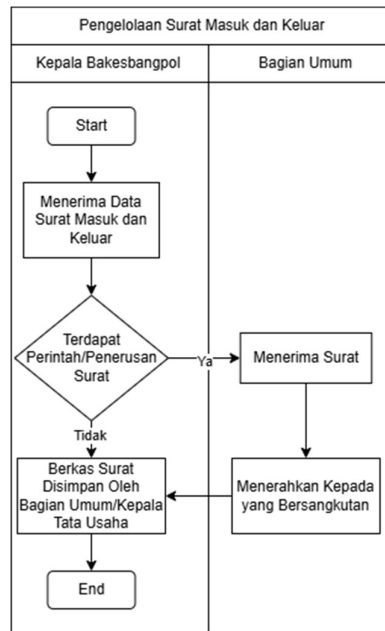 Pengelolaan Surat Masuk dan Keluar
Kepala Bakesbangpol
Bagian Umum
Start
Menerima Data
Surat Masuk dan
Keluar
Terdapat
Perintah/Penerusan
Surat
Ya
Menerima Surat
Tidak
Berkas Surat
Disimpan Oleh
Bagian Umum/Kepala
Tata Usaha
Menerahkan Kepada
yang Bersangkutan
End